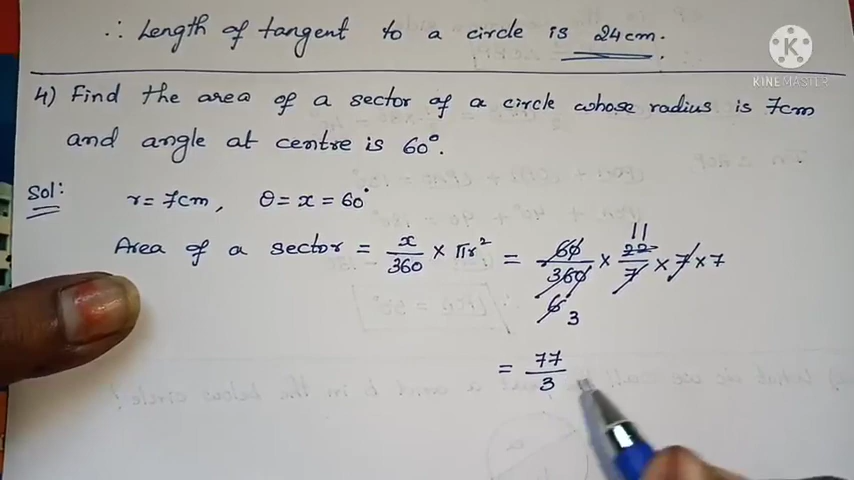 ∴ Length of tangent to a circle is 24cm.
KINEMASTER
4) Find the area of a sector of a circle whose radius is 7cm
and angle at centre is 60°.
Sol:
r = 7cm, θ = x = 60°
Area of a sector = x/360 × πr² = 60/360 × 22/7 × 7 × 7
11
6 3
= 77/3